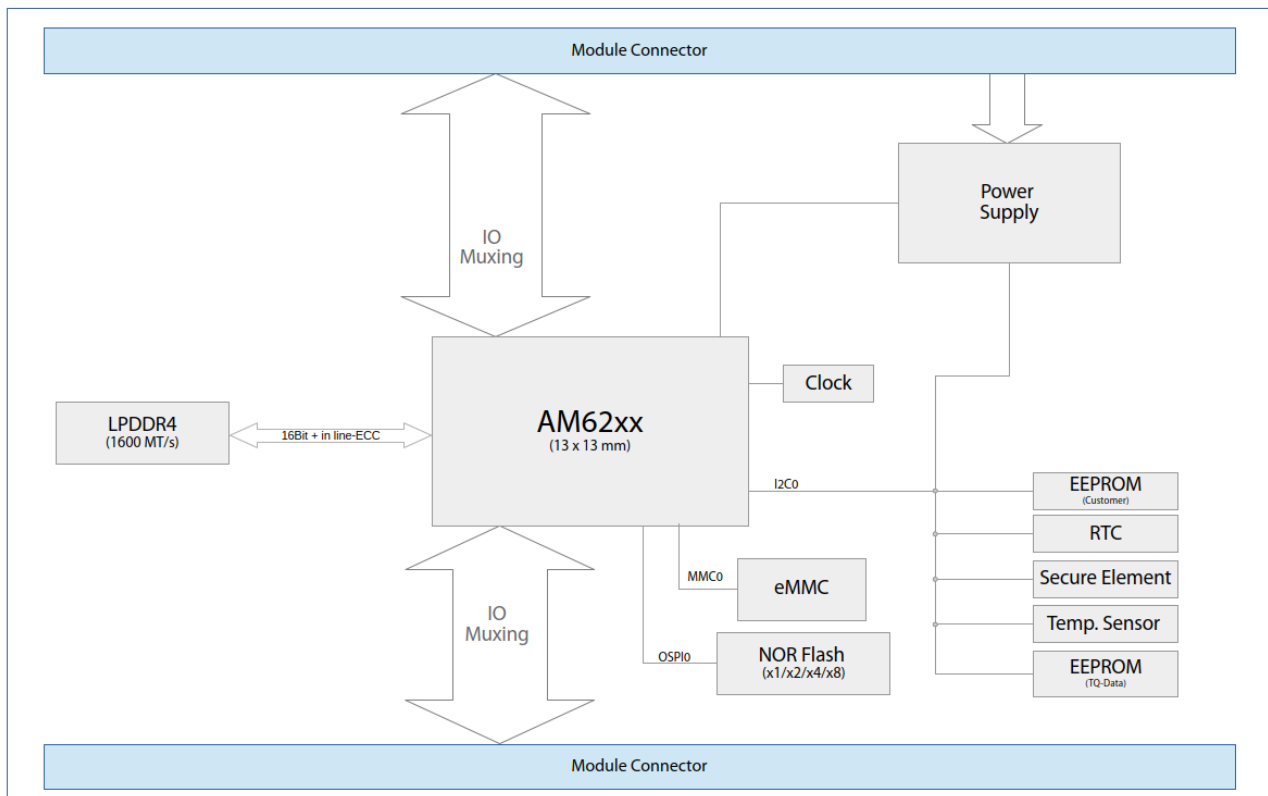 Module Connector
Power
Supply
IO
Muxing
Clock
AM62xx
(13 x 13 mm)
LPDDR4
(1600 MT/s)
16Bit + in line-ECC
I2C0
EEPROM
(Customer)
RTC
Secure Element
Temp. Sensor
EEPROM
(TQ-Data)
MMC0
eMMC
IO
Muxing
OSPI0
NOR Flash
(x1/x2/x4/x8)
Module Connector